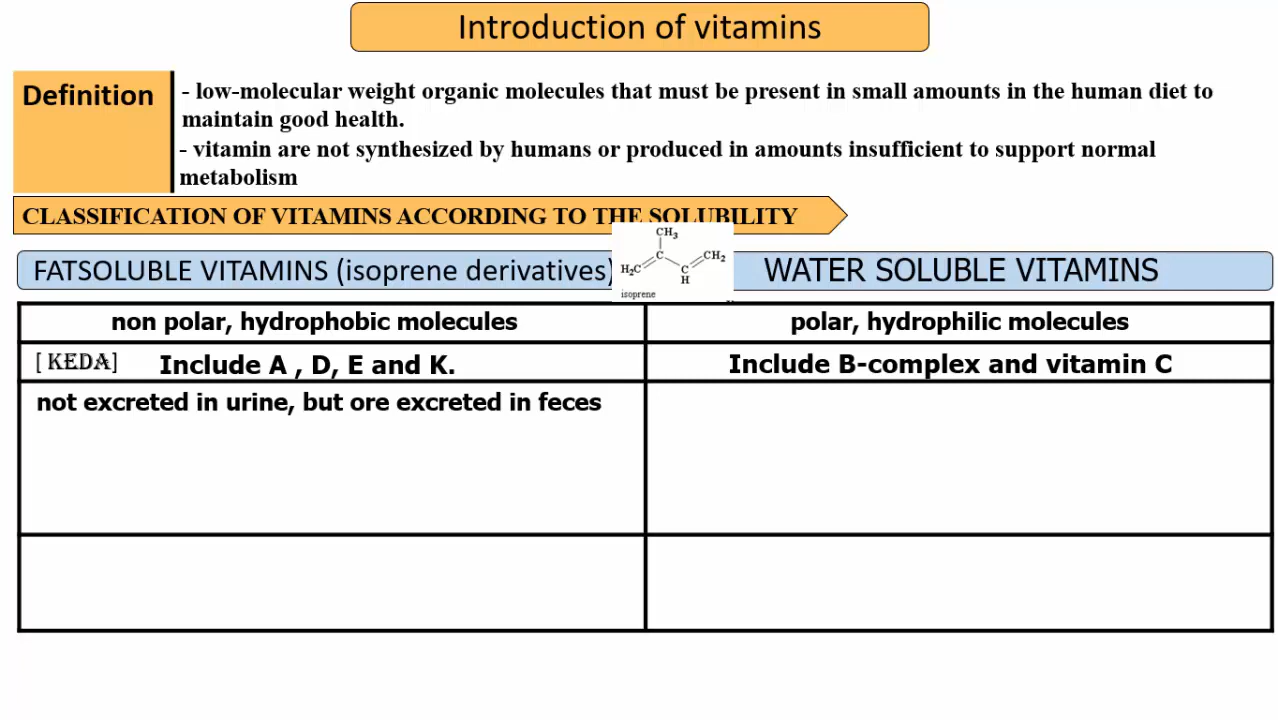 Introduction of vitamins
Definition
- low-molecular weight organic molecules that must be present in small amounts in the human diet to
maintain good health.
- vitamin are not synthesized by humans or produced in amounts insufficient to support normal
metabolism
CLASSIFICATION OF VITAMINS ACCORDING TO THE SOLUBILITY
FATSOLUBLE VITAMINS (isoprene derivatives)
CH3
H2C
C
C
H
CH2
isoprene
WATER SOLUBLE VITAMINS
non polar, hydrophobic molecules
polar, hydrophilic molecules
[ KEDA]
Include A , D, E and K.
Include B-complex and vitamin C
not excreted in urine, but ore excreted in feces